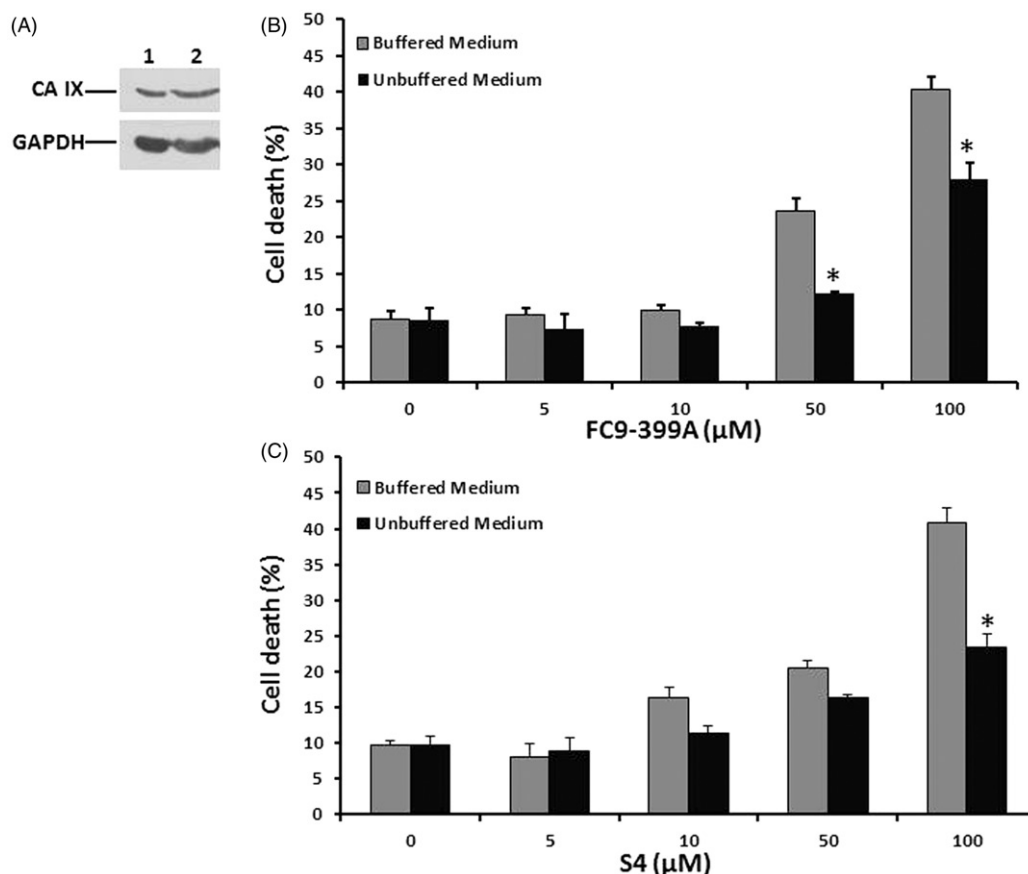 (A)
1 2
CA IX
GAPDH
(B)
Buffered Medium
Unbuffered Medium
Cell death (%)
50
45
40
35
30
25
20
15
10
5
0
*
*
0 5 10 50 100
FC9-399A (µM)
(C)
Buffered Medium
Unbuffered Medium
Cell death (%)
50
45
40
35
30
25
20
15
10
5
0
*
0 5 10 50 100
S4 (µM)